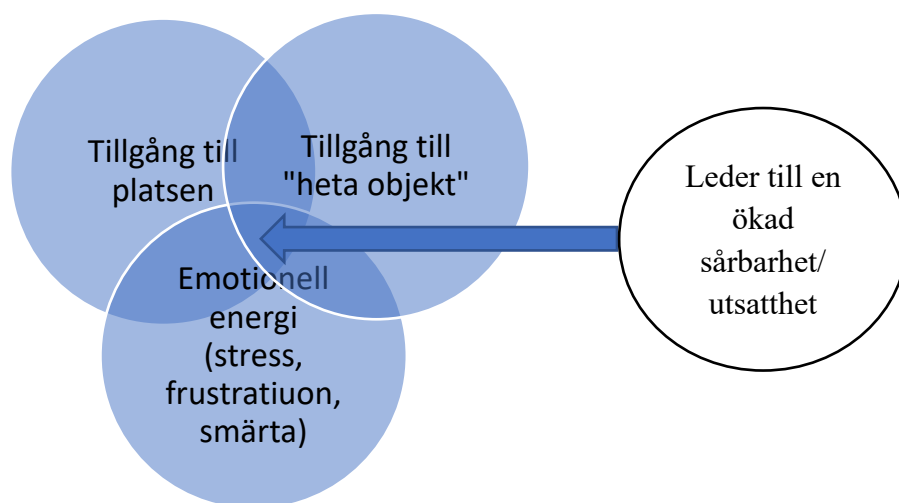 Tillgång till
platsen
Tillgång till
"heta objekt"
Emotionell
energi
(stress,
frustratiuon,
smärta)
Leder till en
ökad
sårbarhet/
utsatthet